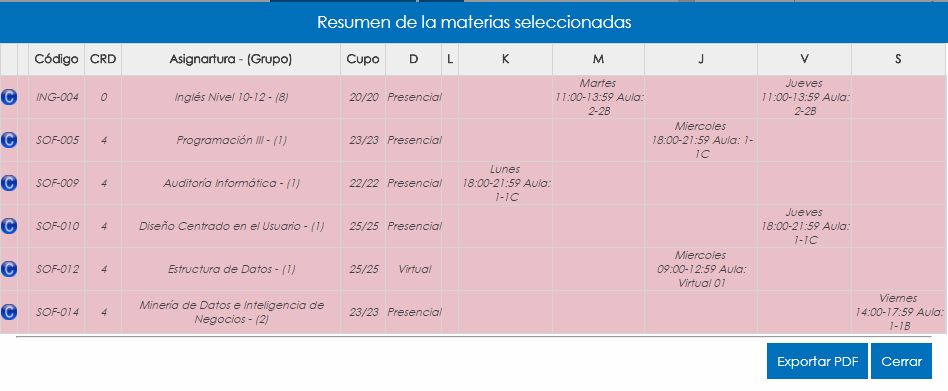 Resumen de la materias seleccionadas
Código CRD Asignartura - (Grupo) Cupo D L K M J V S
C ING-004 0 Inglés Nivel 10-12 - (8) 20/20 Presencial Martes 11:00-13:59 Aula: 2-2B Jueves 11:00-13:59 Aula: 2-2B
C SOF-005 4 Programación III - (1) 23/23 Presencial Miercoles 18:00-21:59 Aula: 1-1C
C SOF-009 4 Auditoría Informática - (1) 22/22 Presencial Lunes 18:00-21:59 Aula: 1-1C
C SOF-010 4 Diseño Centrado en el Usuario - (1) 25/25 Presencial Jueves 18:00-21:59 Aula: 1-1C
C SOF-012 4 Estructura de Datos - (1) 25/25 Virtual Miercoles 09:00-12:59 Aula: Virtual 01
C SOF-014 4 Minería de Datos e Inteligencia de Negocios - (2) 23/23 Presencial Viernes 14:00-17:59 Aula: 1-1B
Exportar PDF Cerrar